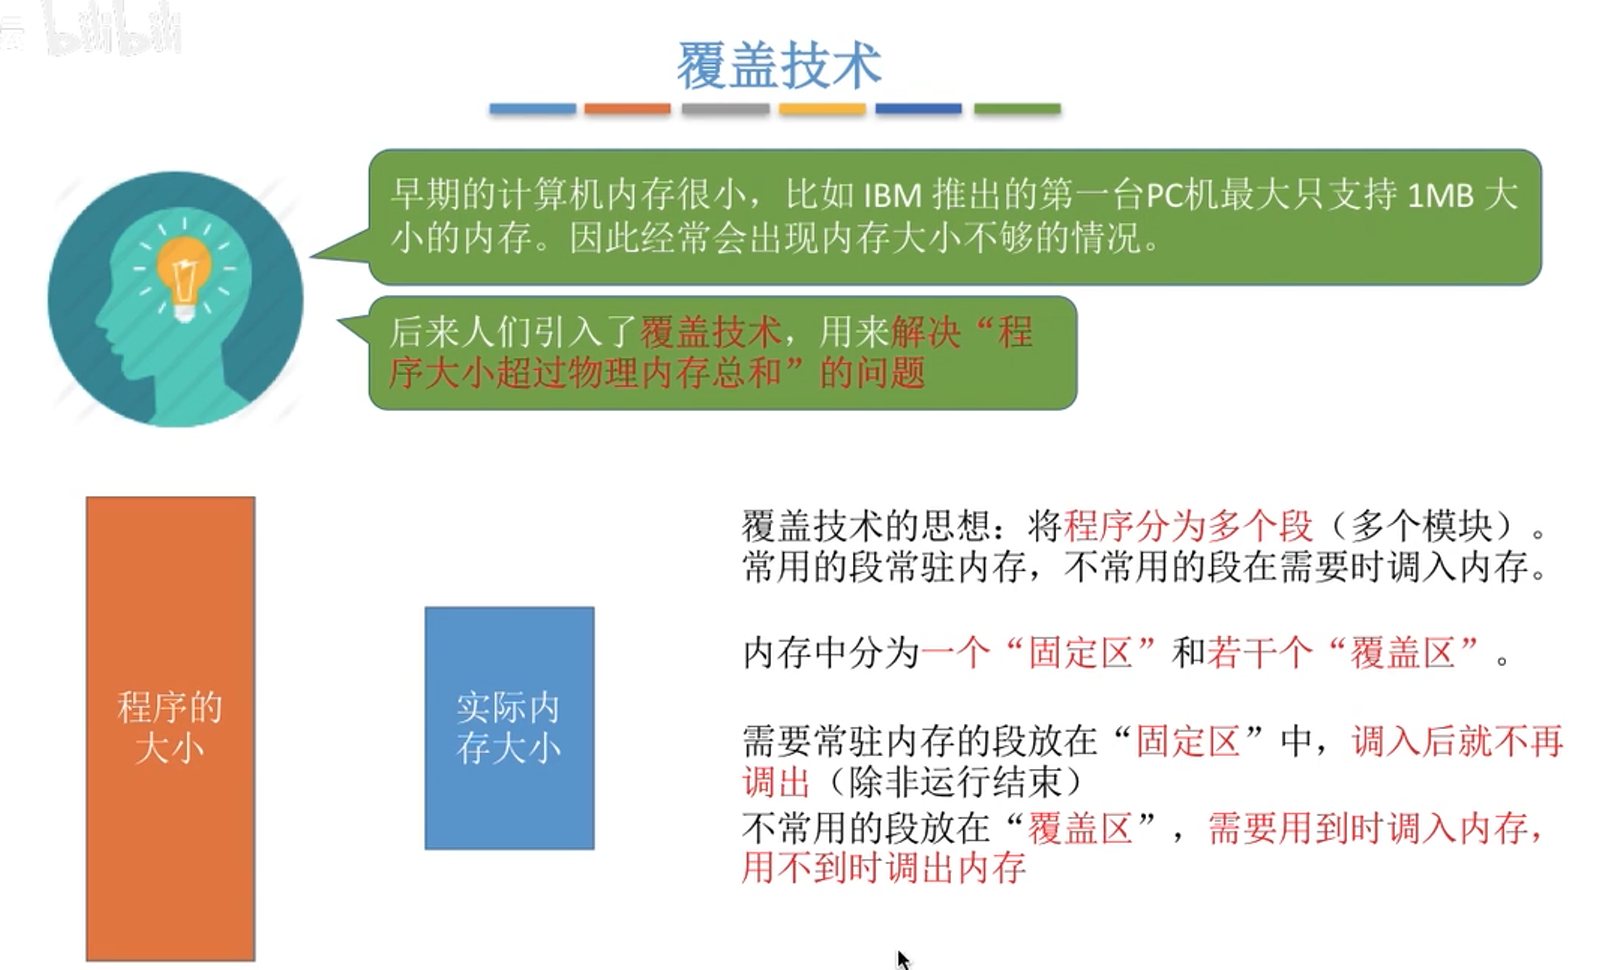 bilibili
覆盖技术
早期的计算机内存很小，比如 IBM 推出的第一台PC机最大只支持 1MB 大
小的内存。因此经常会出现内存大小不够的情况。
后来人们引入了覆盖技术，用来解决“程
序大小超过物理内存总和”的问题
程序的
大小
实际内
存大小
覆盖技术的思想：将程序分为多个段（多个模块）。
常用的段常驻内存，不常用的段在需要时调入内存。
内存中分为一个“固定区”和若干个“覆盖区”。
需要常驻内存的段放在“固定区”中，调入后就不再
调出（除非运行结束）
不常用的段放在“覆盖区”，需要用到时调入内存，
用不到时调出内存